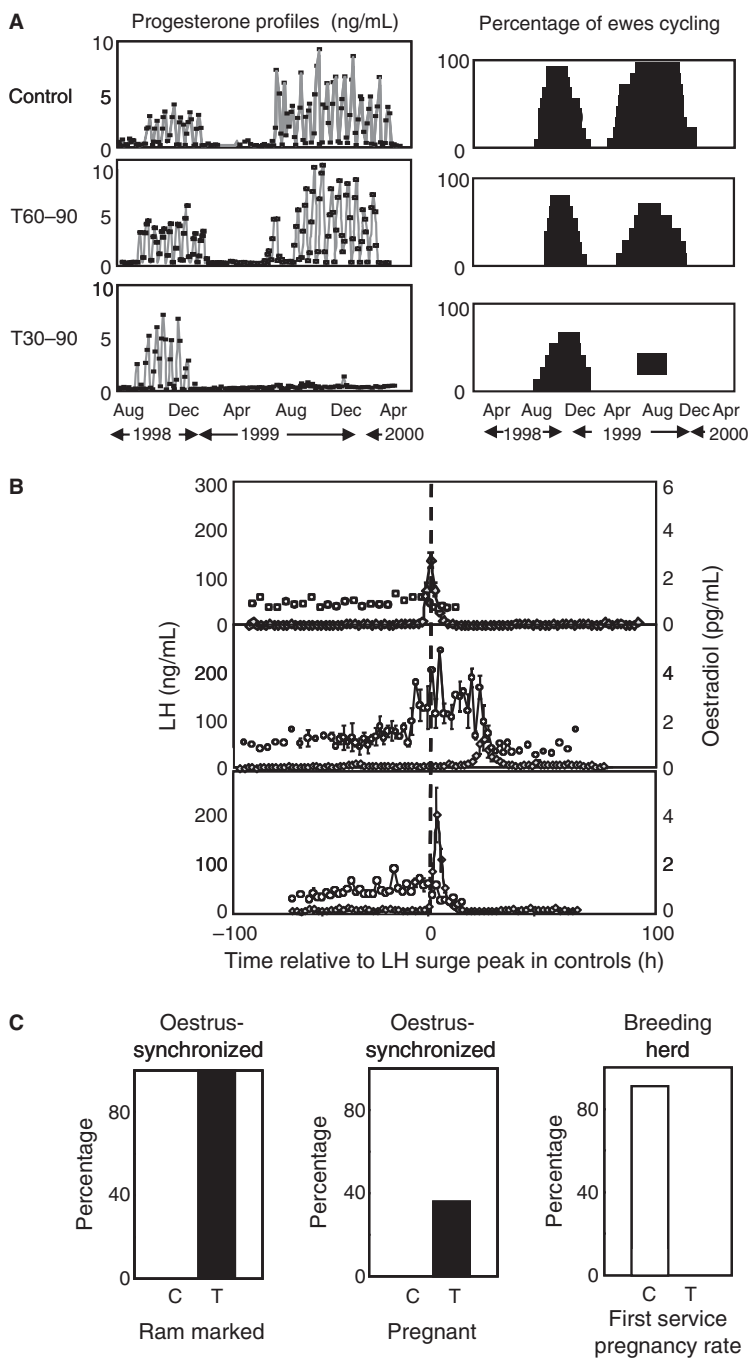 A
Progesterone profiles (ng/mL)
Percentage of ewes cycling
Control
10
5
0
100
0
T60–90
10
5
0
100
0
T30–90
10
5
0
100
0
Aug Dec Apr Aug Dec Apr
1998 1999 2000
Apr Aug Dec Apr Aug Dec Apr
1998 1999 2000
B
LH (ng/mL)
Oestradiol (pg/mL)
300 6
200 4
100 2
0 0
200 4
100 2
0 0
200 4
100 2
0 0
–100 0 100
Time relative to LH surge peak in controls (h)
C
Oestrus-
synchronized
Percentage
80
40
0
C T
Ram marked
Oestrus-
synchronized
Percentage
80
40
0
C T
Pregnant
Breeding
herd
Percentage
80
40
0
C T
First service
pregnancy rate